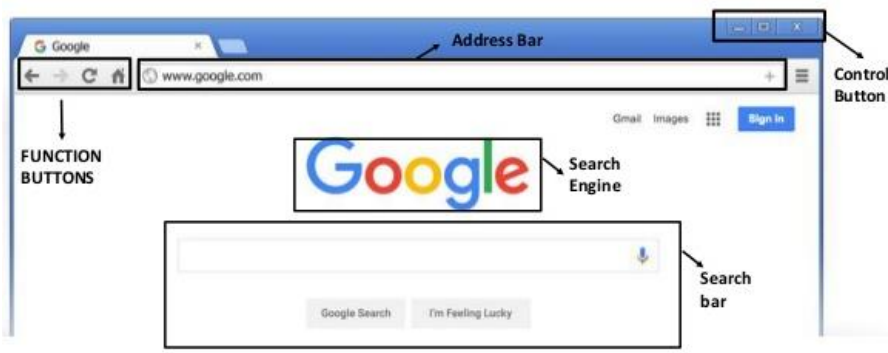 Google
Address Bar
www.google.com
Control
Button
Gmail Images Sign In
FUNCTION
BUTTONS
Google
Search
Engine
Search
bar
Google Search I'm Feeling Lucky